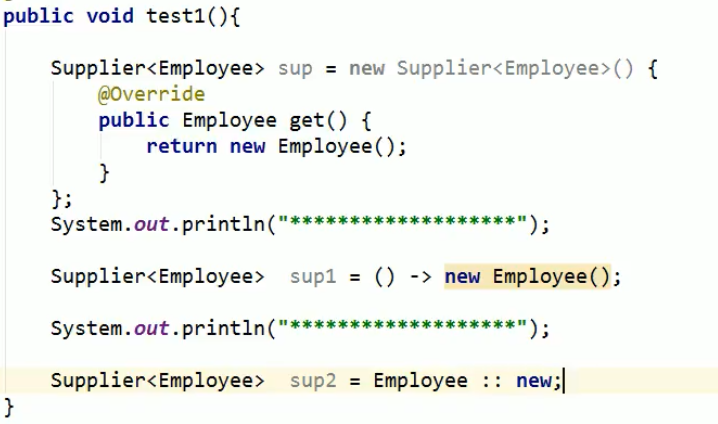 public void test1(){
Supplier<Employee> sup = new Supplier<Employee>() {
@Override
public Employee get() {
return new Employee();
}
};
System.out.println("*******************");
Supplier<Employee>  sup1 = () -> new Employee();
System.out.println("*******************");
Supplier<Employee>  sup2 = Employee :: new;
}